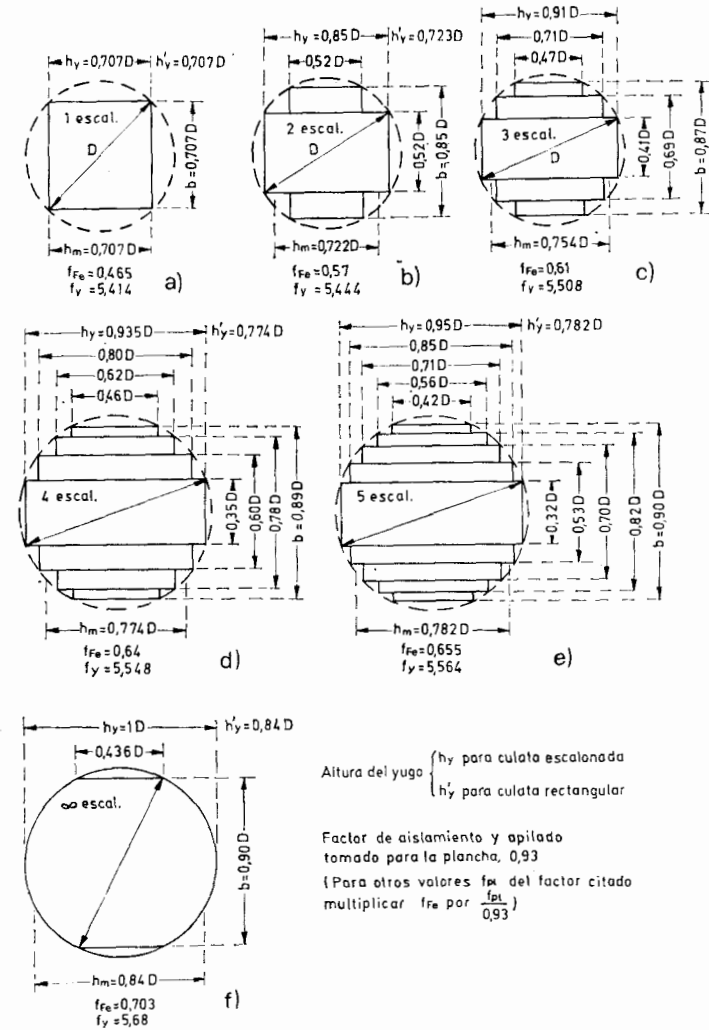 hy=0,707D h'y=0,707D
1 escal.
D
b=0,707D
hm=0,707D
fFe=0,465
fy=5,414
a)
hy=0,85D h'y=0,723D
0,52D
2 escal.
D
0,52D
b=0,85D
hm=0,722D
fFe=0,57
fy=5,444
b)
hy=0,91D
0,71D
0,47D
3 escal.
D
0,41D
0,69D
b=0,87D
hm=0,754D
fFe=0,61
fy=5,508
c)
hy=0,935D h'y=0,774D
0,80D
0,62D
0,46D
4 escal.
0,35D
0,60D
0,78D
b=0,89D
hm=0,774D
fFe=0,64
fy=5,548
d)
hy=0,95D h'y=0,782D
0,85D
0,71D
0,56D
0,42D
5 escal.
0,32D
0,53D
0,70D
0,82D
b=0,90D
hm=0,782D
fFe=0,655
fy=5,564
e)
hy=1D h'y=0,84D
0,436D
∞ escal.
b=0,90D
hm=0,84D
fFe=0,703
fy=5,68
f)
Altura del yugo { hy para culata escalonada
h'y para culata rectangular
Factor de aislamiento y apilado
tomado para la plancha, 0,93
(Para otros valores fpl del factor citado
multiplicar fFe por fpl/0,93)